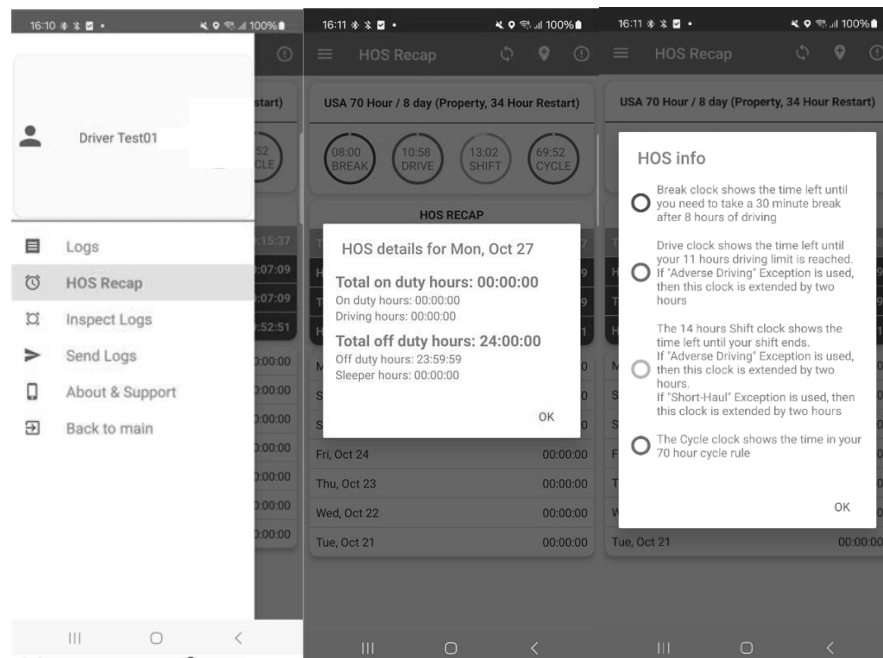 16:10
100%
start)
Driver Test01
52
CLE
Logs
:15:37
HOS Recap
:07:09
:07:09
Inspect Logs
:52:51
Send Logs
0:00:00
About & Support
0:00:00
Back to main
0:00:00
0:00:00
0:00:00
0:00:00
0:00:00
16:11
100%
HOS Recap
USA 70 Hour / 8 day (Property, 34 Hour Restart)
08:00
BREAK
10:58
DRIVE
13:02
SHIFT
69:52
CYCLE
HOS RECAP
HOS details for Mon, Oct 27
Total on duty hours: 00:00:00
On duty hours: 00:00:00
Driving hours: 00:00:00
Total off duty hours: 24:00:00
Off duty hours: 23:59:59
Sleeper hours: 00:00:00
OK
Fri, Oct 24 00:00:00
Thu, Oct 23 00:00:00
Wed, Oct 22 00:00:00
Tue, Oct 21 00:00:00
16:11
100%
HOS Recap
USA 70 Hour / 8 day (Property, 34 Hour Restart)
HOS info
Break clock shows the time left until
you need to take a 30 minute break
after 8 hours of driving
Drive clock shows the time left until
your 11 hours driving limit is reached.
If "Adverse Driving" Exception is used,
then this clock is extended by two
hours
The 14 hours Shift clock shows the
time left until your shift ends.
If "Adverse Driving" Exception is used,
then this clock is extended by two
hours.
If "Short-Haul" Exception is used, then
this clock is extended by two hours
The Cycle clock shows the time in your
70 hour cycle rule
OK
Tue, Oct 21 00:00:00